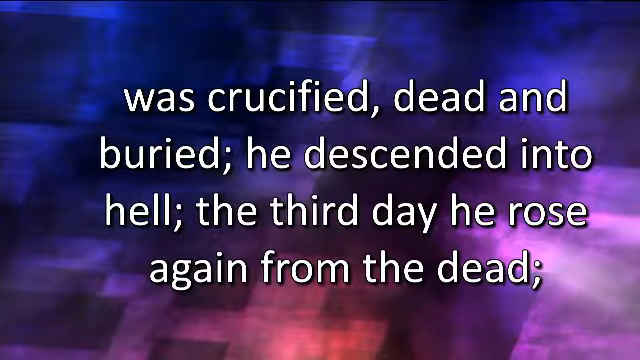 was crucified, dead and
buried; he descended into
hell; the third day he rose
again from the dead;